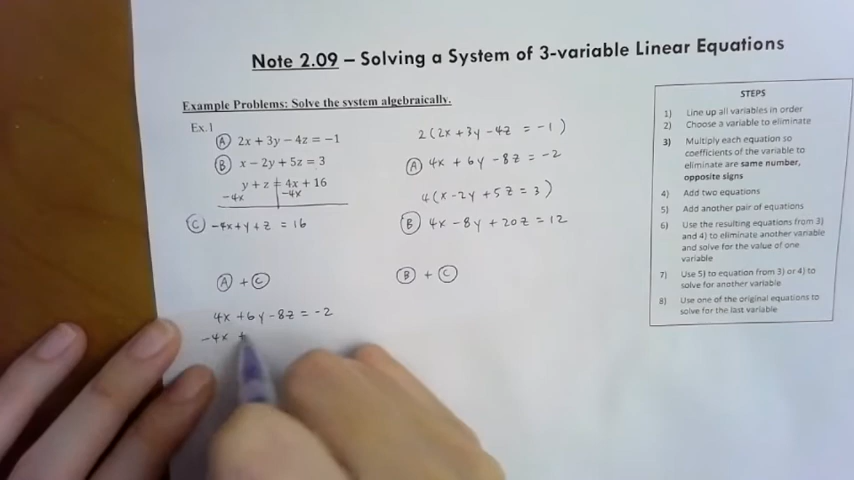 Note 2.09 – Solving a System of 3-variable Linear Equations
Example Problems: Solve the system algebraically.
Ex.1
A 2x + 3y – 4z = –1
B x – 2y + 5z = 3
y + z = 4x + 16
-4x -4x
C -4x + y + z = 16
2(2x + 3y - 4z = -1)
A 4x + 6y - 8z = -2
4(x - 2y + 5z = 3)
B 4x - 8y + 20z = 12
A + C
4x + 6y - 8z = -2
-4x +
B + C
STEPS
1) Line up all variables in order
2) Choose a variable to eliminate
3) Multiply each equation so
coefficients of the variable to
eliminate are same number,
opposite signs
4) Add two equations
5) Add another pair of equations
6) Use the resulting equations from 3)
and 4) to eliminate another variable
and solve for the value of one
variable
7) Use 5) to equation from 3) or 4) to
solve for another variable
8) Use one of the original equations to
solve for the last variable